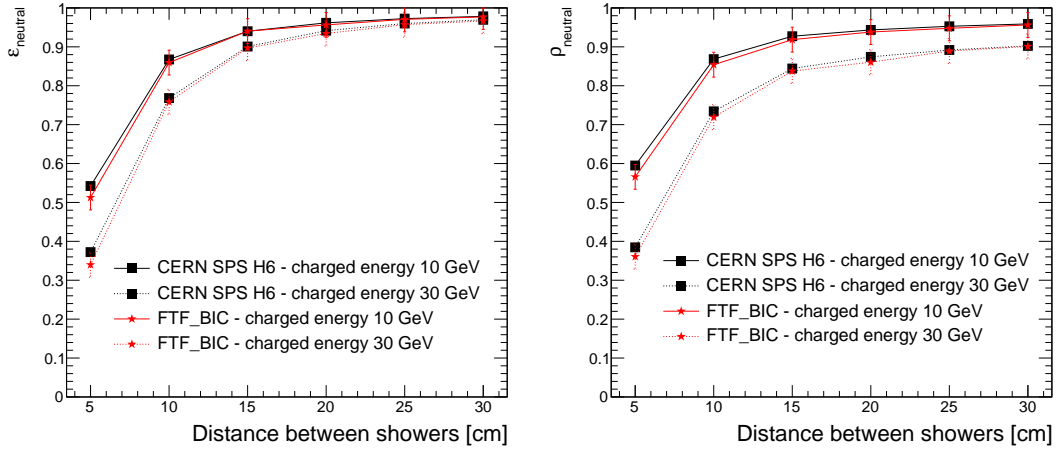 ε_neutral
1
0.9
0.8
0.7
0.6
0.5
0.4
0.3
0.2
0.1
0
CERN SPS H6 - charged energy 10 GeV
CERN SPS H6 - charged energy 30 GeV
FTF_BIC - charged energy 10 GeV
FTF_BIC - charged energy 30 GeV
5 10 15 20 25 30
Distance between showers [cm]
ρ_neutral
1
0.9
0.8
0.7
0.6
0.5
0.4
0.3
0.2
0.1
0
CERN SPS H6 - charged energy 10 GeV
CERN SPS H6 - charged energy 30 GeV
FTF_BIC - charged energy 10 GeV
FTF_BIC - charged energy 30 GeV
5 10 15 20 25 30
Distance between showers [cm]